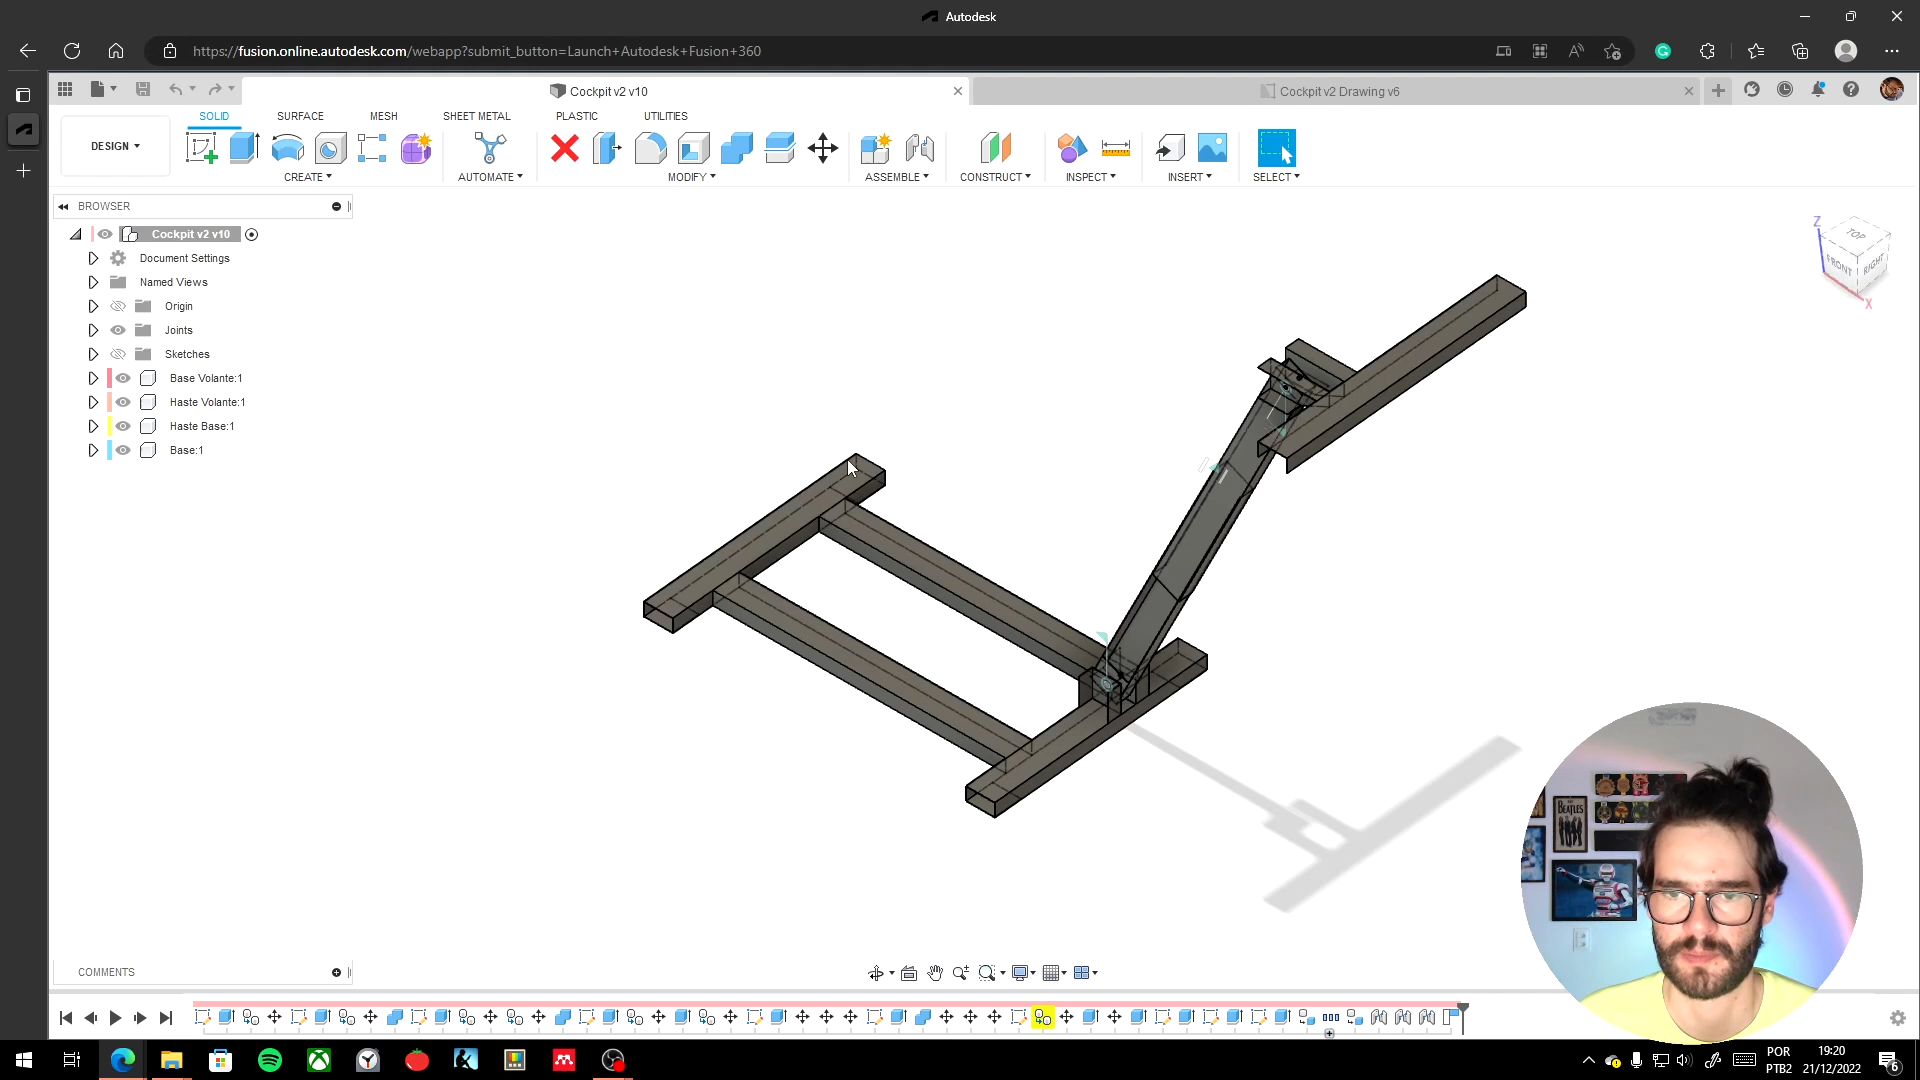 Autodesk
https://fusion.online.autodesk.com/webapp?submit_button=Launch+Autodesk+Fusion+360
Cockpit v2 v10
Cockpit v2 Drawing v6
SOLID SURFACE MESH SHEET METAL PLASTIC UTILITIES
DESIGN
CREATE AUTOMATE MODIFY ASSEMBLE CONSTRUCT INSPECT INSERT SELECT
BROWSER
Cockpit v2 v10
Document Settings
Named Views
Origin
Joints
Sketches
Base Volante:1
Haste Volante:1
Haste Base:1
Base:1
Z
TOP
FRONT
RIGHT
X
BEATLES
COMMENTS
POR
PTB2
19:20
21/12/2022
6